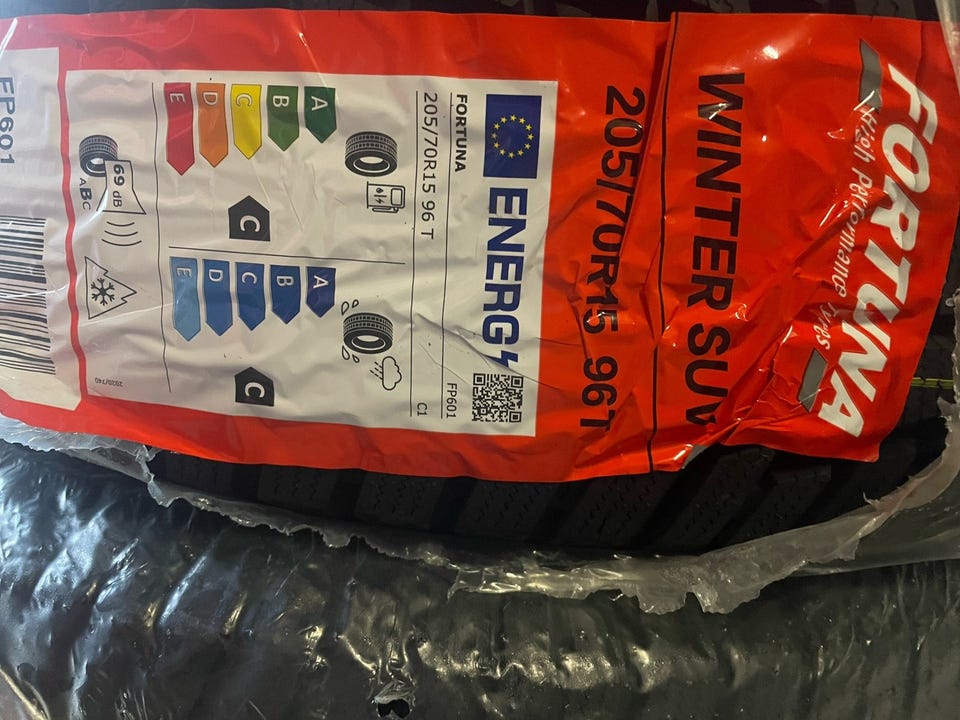 FORTUNA
High Performance Tyres
WINTER SUV
205/70R15 96T
ENERG
FORTUNA
FP601
205/70R15 96 T
C1
A
B
C
D
E
C
A
B
C
D
E
C
69 dB
ABC
2020/740
FP601